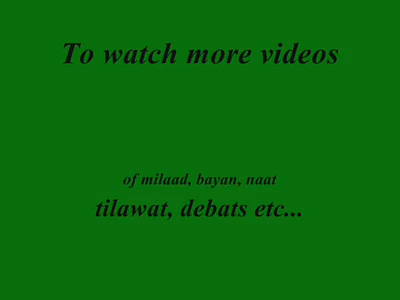 To watch more videos
of milaad, bayan, naat
tilawat, debats etc...